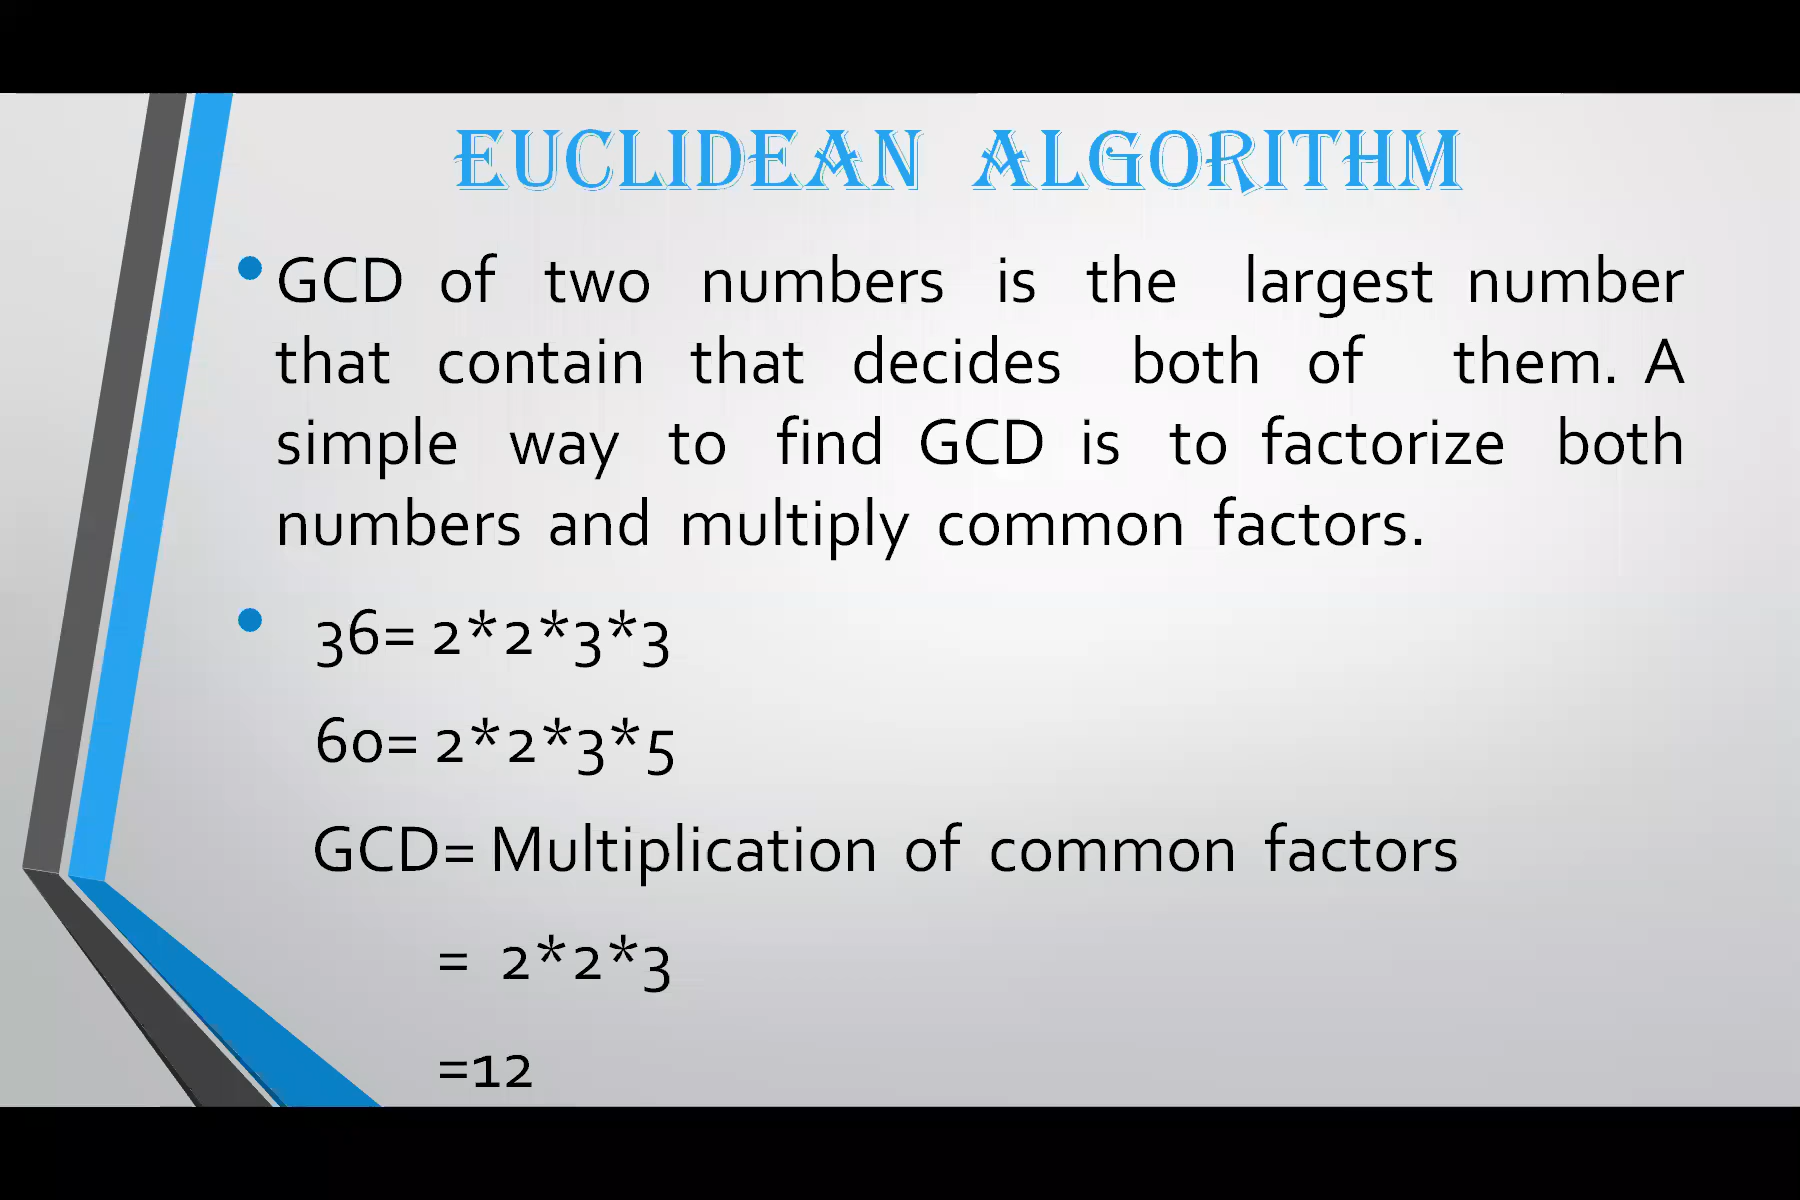 EUCLIDEAN ALGORITHM
• GCD of two numbers is the largest number
that contain that decides both of them. A
simple way to find GCD is to factorize both
numbers and multiply common factors.
• 36= 2*2*3*3
60= 2*2*3*5
GCD= Multiplication of common factors
= 2*2*3
=12